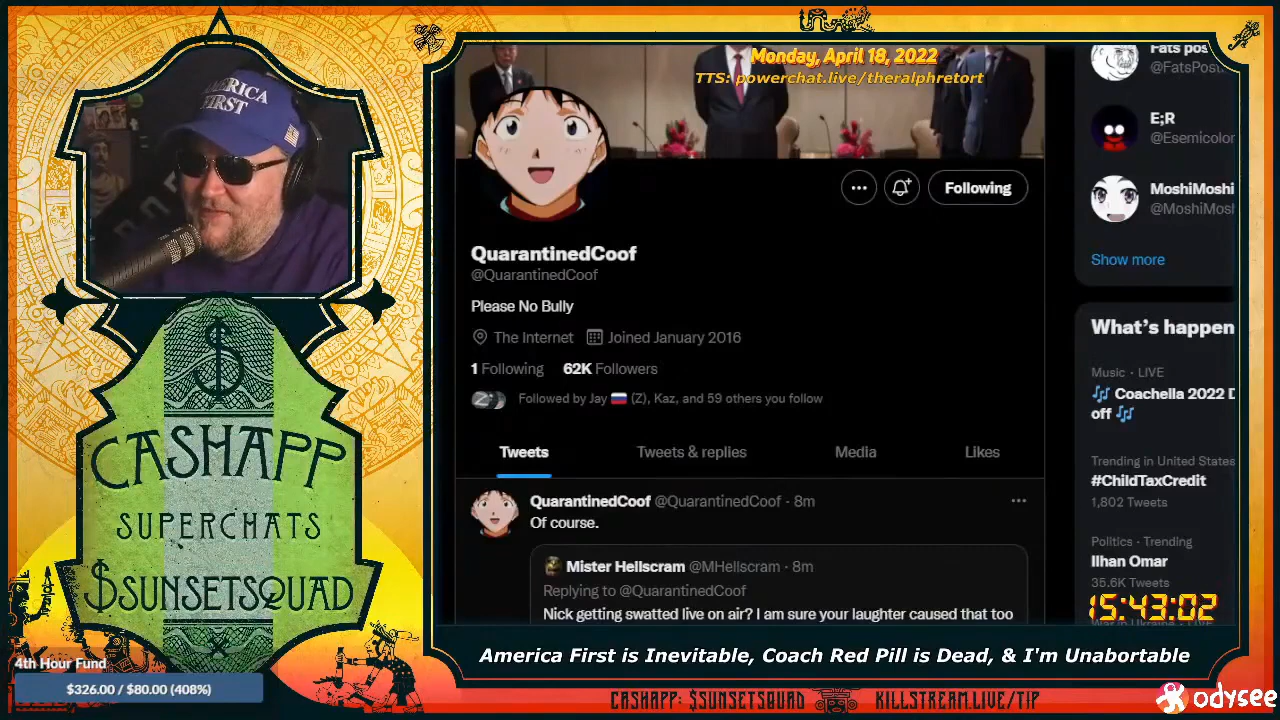 AMERICA
FIRST
CASHAPP
SUPERCHATS
$SUNSETSQUAD
4th Hour Fund
$326.00 / $80.00 (408%)
Monday, April 18, 2022
TTS: powerchat.live/theralphretort
Following
QuarantinedCoof
@QuarantinedCoof
Please No Bully
The Internet Joined January 2016
1 Following 62K Followers
Followed by Jay (Z), Kaz, and 59 others you follow
Tweets Tweets & replies Media Likes
QuarantinedCoof @QuarantinedCoof · 8m
Of course.
Mister Hellscram @MHellscram · 8m
Replying to @QuarantinedCoof
Nick getting swatted live on air? I am sure your laughter caused that too
Fats pos
@FatsPost
E;R
@Esemicolor
MoshiMoshi
@MoshiMosh
Show more
What's happen
Music · LIVE
Coachella 2022 D
off
Trending in United States
#ChildTaxCredit
1,802 Tweets
Politics · Trending
Ilhan Omar
35.6K Tweets
15:43:02
America First is Inevitable, Coach Red Pill is Dead, & I'm Unabortable
CASHAPP: $SUNSETSQUAD KILLSTREAM.LIVE/TIP
odysee